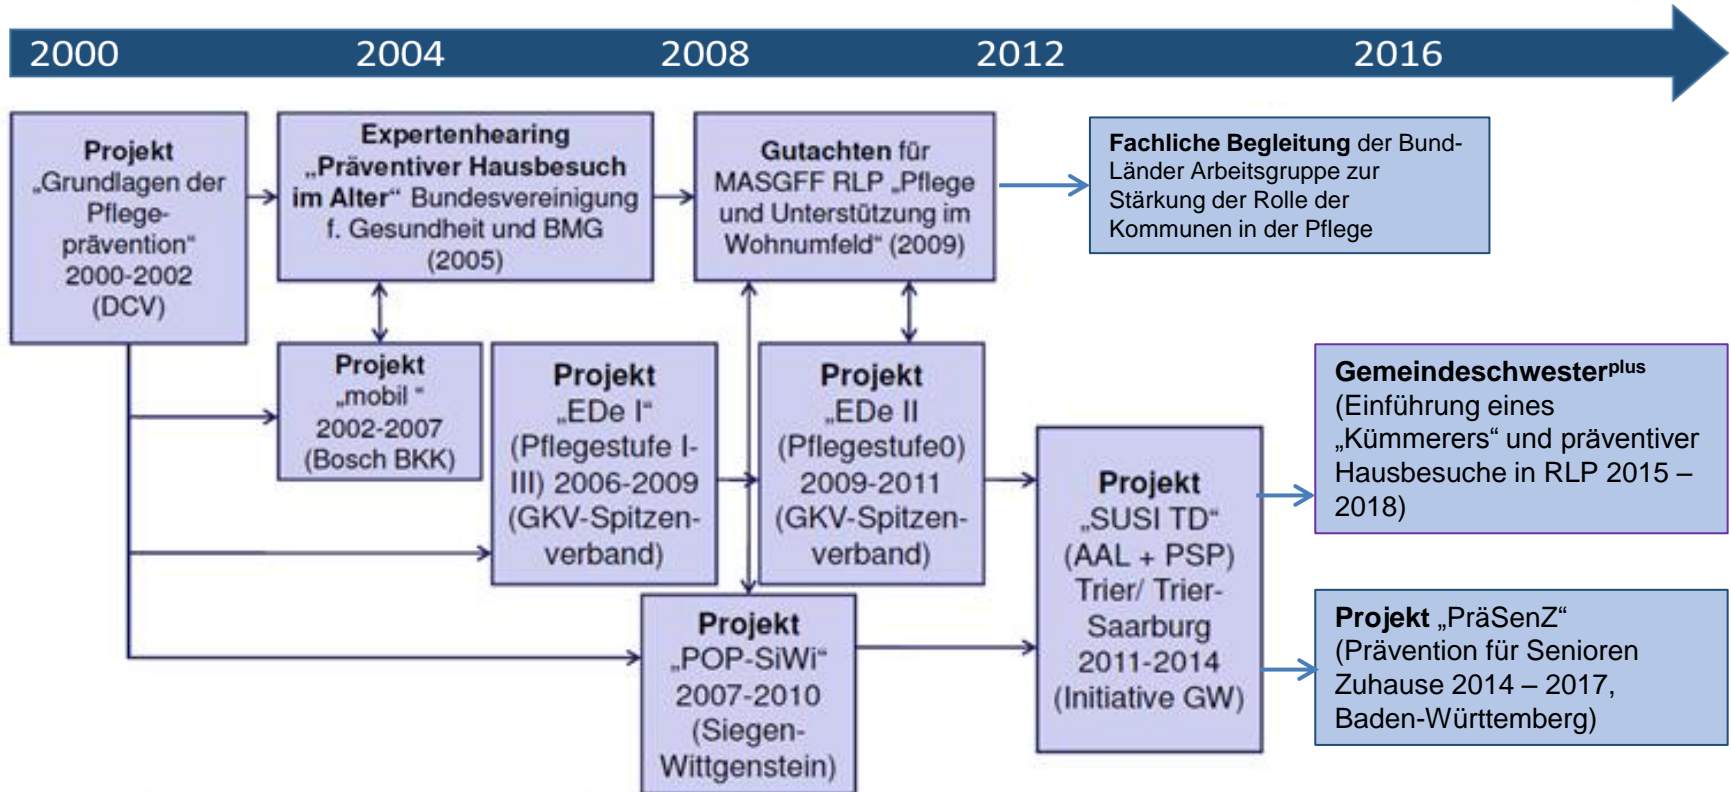 2000 2004 2008 2012 2016
Projekt
„Grundlagen der
Pflege-
prävention“
2000-2002
(DCV)
Expertenhearing
„Präventiver Hausbesuch
im Alter“ Bundesvereinigung
f. Gesundheit und BMG
(2005)
Gutachten für
MASGFF RLP „Pflege
und Unterstützung im
Wohnumfeld“ (2009)
Fachliche Begleitung der Bund-
Länder Arbeitsgruppe zur
Stärkung der Rolle der
Kommunen in der Pflege
Projekt
„mobil “
2002-2007
(Bosch BKK)
Projekt
„EDe I“
(Pflegestufe I-
III) 2006-2009
(GKV-Spitzen-
verband)
Projekt
„EDe II
(Pflegestufe0)
2009-2011
(GKV-Spitzen-
verband)
Projekt
„POP-SiWi“
2007-2010
(Siegen-
Wittgenstein)
Projekt
„SUSI TD“
(AAL + PSP)
Trier/ Trier-
Saarburg
2011-2014
(Initiative GW)
Gemeindeschwesterplus
(Einführung eines
„Kümmerers“ und präventiver
Hausbesuche in RLP 2015 –
2018)
Projekt „PräSenZ“
(Prävention für Senioren
Zuhause 2014 – 2017,
Baden-Württemberg)